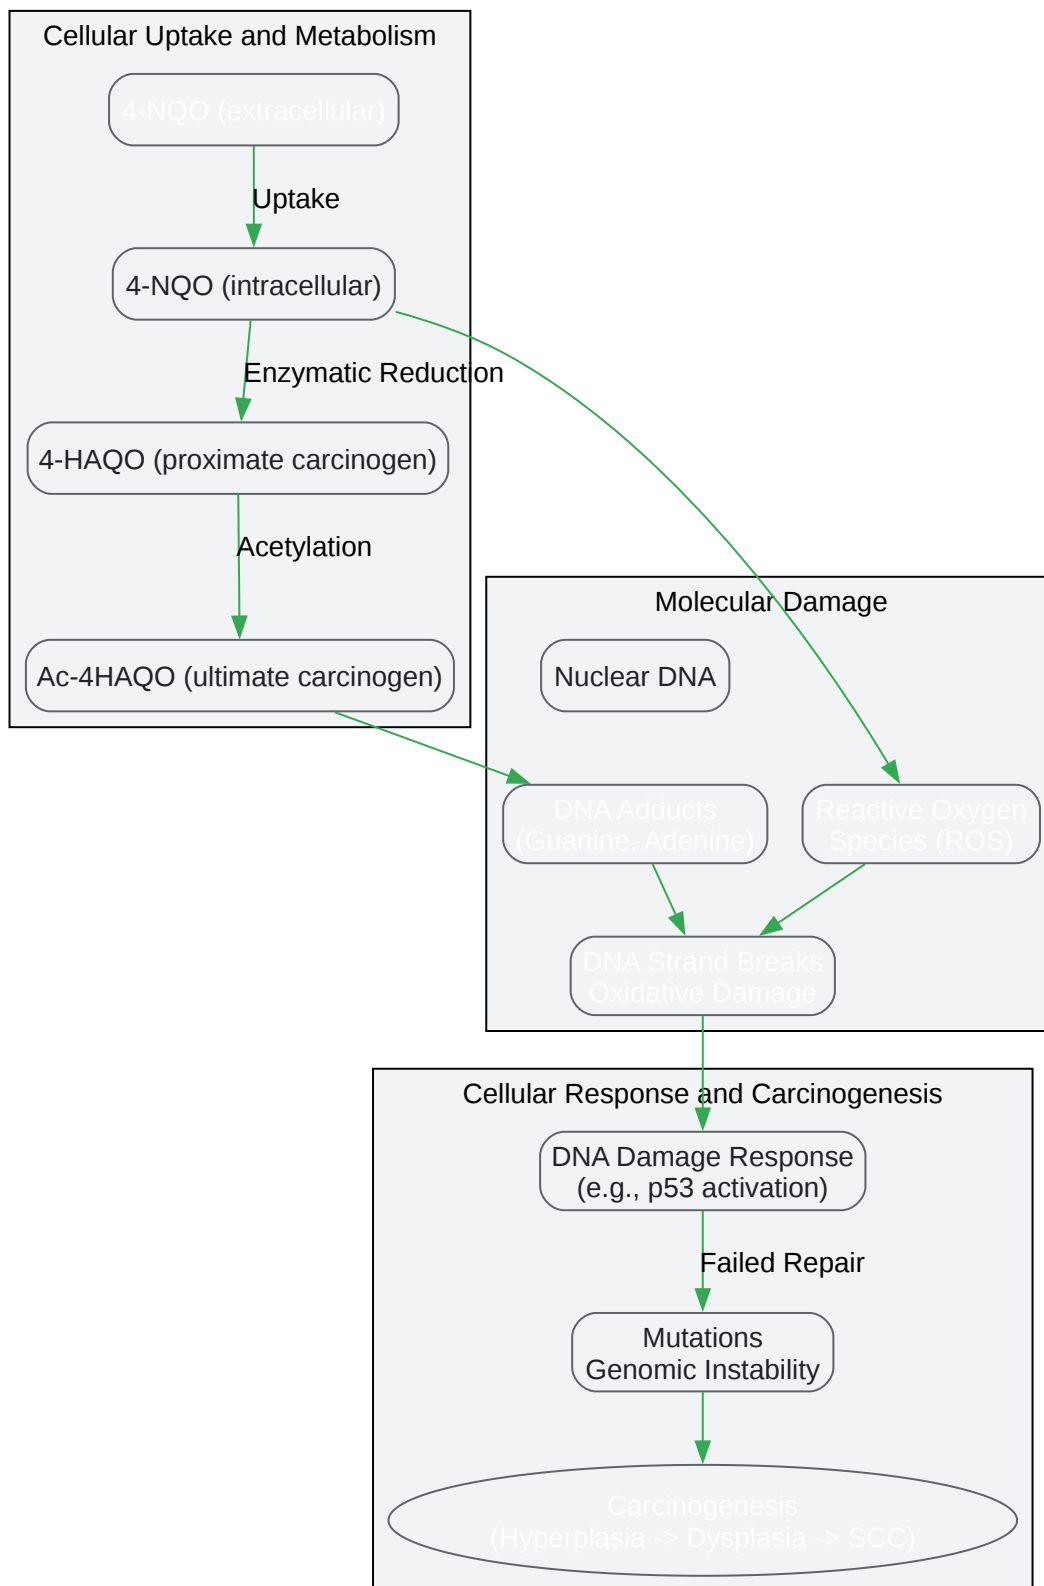 Cellular Uptake and Metabolism
4-NQO (extracellular)
Uptake
4-NQO (intracellular)
Enzymatic Reduction
4-HAQO (proximate carcinogen)
Acetylation
Ac-4HAQO (ultimate carcinogen)
Molecular Damage
Nuclear DNA
DNA Adducts
(Guanine, Adenine)
Reactive Oxygen
Species (ROS)
DNA Strand Breaks
Oxidative Damage
Cellular Response and Carcinogenesis
DNA Damage Response
(e.g., p53 activation)
Failed Repair
Mutations
Genomic Instability
Carcinogenesis
(Hyperplasia -> Dysplasia -> SCC)